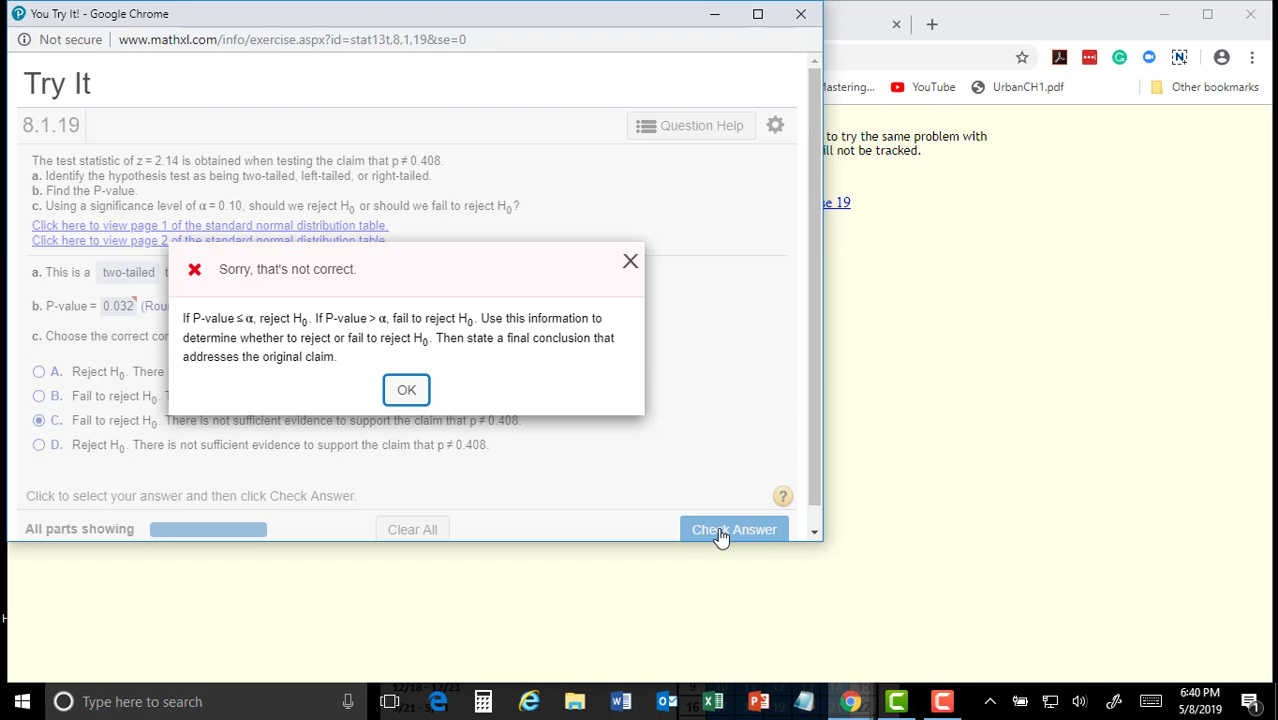 You Try It! - Google Chrome
Not secure www.mathxl.com/info/exercise.aspx?id=stat13t,8,1,19&se=0
Mastering... YouTube UrbanCH1.pdf Other bookmarks
Try It
8.1.19 Question Help
to try the same problem with
ill not be tracked.
se 19
The test statistic of z = 2.14 is obtained when testing the claim that p ≠ 0.408.
a. Identify the hypothesis test as being two-tailed, left-tailed, or right-tailed.
b. Find the P-value.
c. Using a significance level of α = 0.10, should we reject H0 or should we fail to reject H0?
Click here to view page 1 of the standard normal distribution table.
Click here to view page 2 of the standard normal distribution table.
a. This is a two-tailed t
b. P-value = 0.032 (Rou
c. Choose the correct con
A. Reject H0. There
B. Fail to reject H0. T
C. Fail to reject H0. There is not sufficient evidence to support the claim that p ≠ 0.408.
D. Reject H0. There is not sufficient evidence to support the claim that p ≠ 0.408.
Sorry, that's not correct.
If P-value ≤ α, reject H0. If P-value > α, fail to reject H0. Use this information to
determine whether to reject or fail to reject H0. Then state a final conclusion that
addresses the original claim.
OK
Click to select your answer and then click Check Answer.
?
All parts showing Clear All Check Answer
H
12/18 - 12/21
Type here to search
6:40 PM
5/8/2019